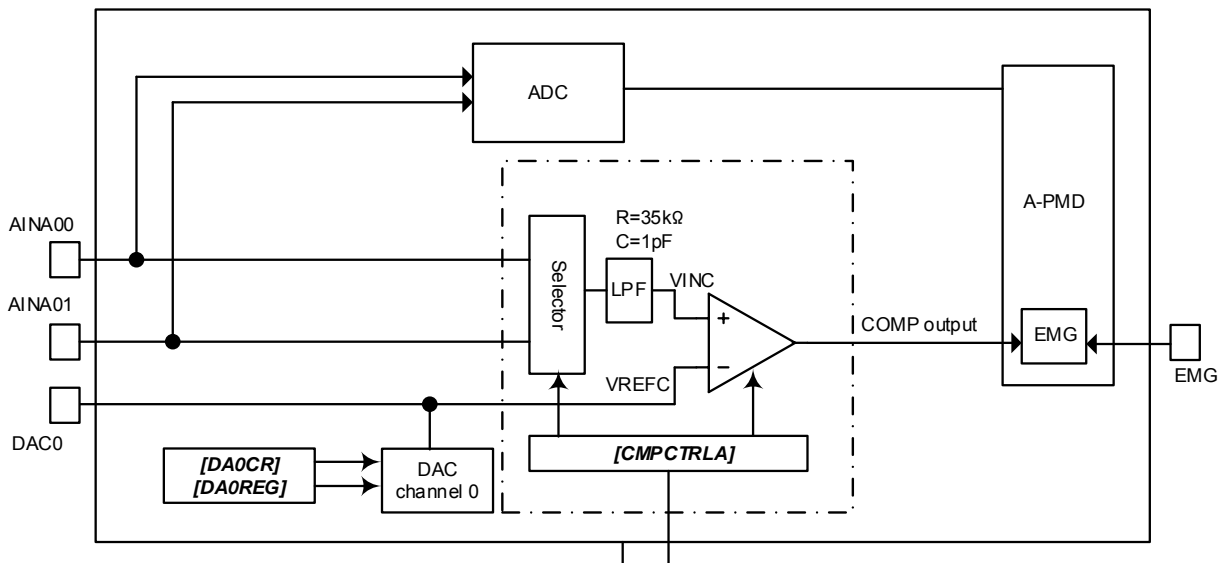 ADC
A-PMD
AINA00
R=35kΩ
C=1pF
Selector
LPF
VINC
AINA01
+
COMP output
EMG
−
VREFC
EMG
DAC0
[CMPCTRLA]
[DA0CR]
[DA0REG]
DAC
channel 0